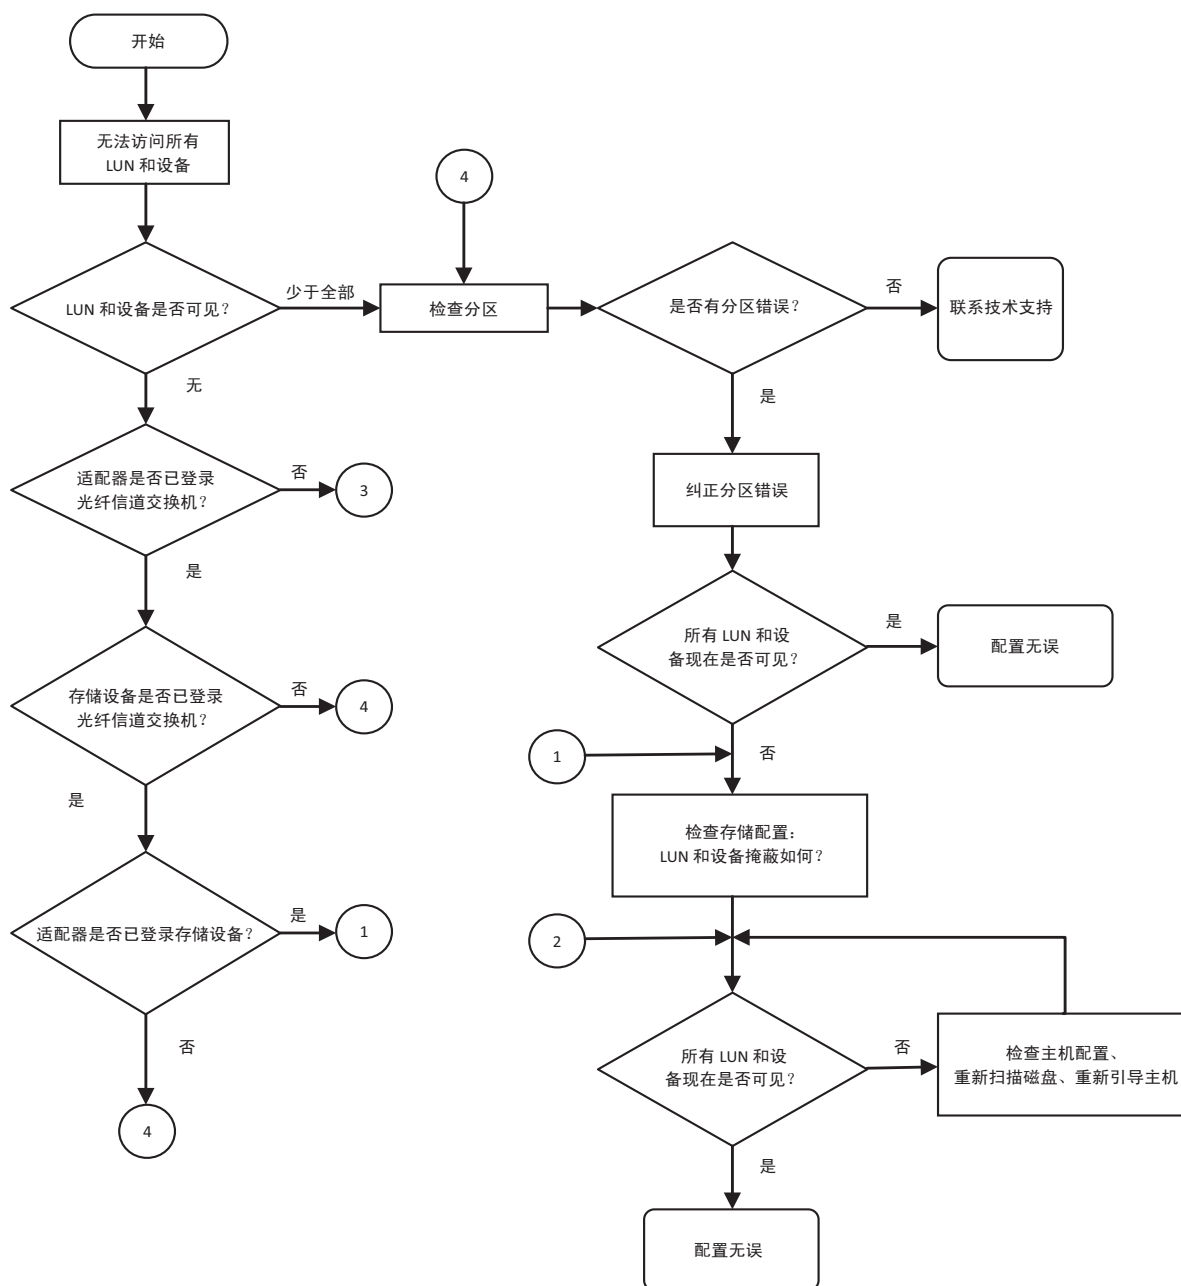 开始
无法访问所有
LUN 和设备
LUN 和设备是否可见？
少于全部
无
适配器是否已登录
光纤信道交换机？
否
3
是
存储设备是否已登录
光纤信道交换机？
否
4
是
适配器是否已登录存储设备？
是
1
否
4
4
检查分区
是否有分区错误？
否
联系技术支持
是
纠正分区错误
所有 LUN 和设
备现在是否可见？
是
配置无误
否
1
检查存储配置：
LUN 和设备掩蔽如何？
2
所有 LUN 和设
备现在是否可见？
否
检查主机配置、
重新扫描磁盘、重新引导主机
是
配置无误